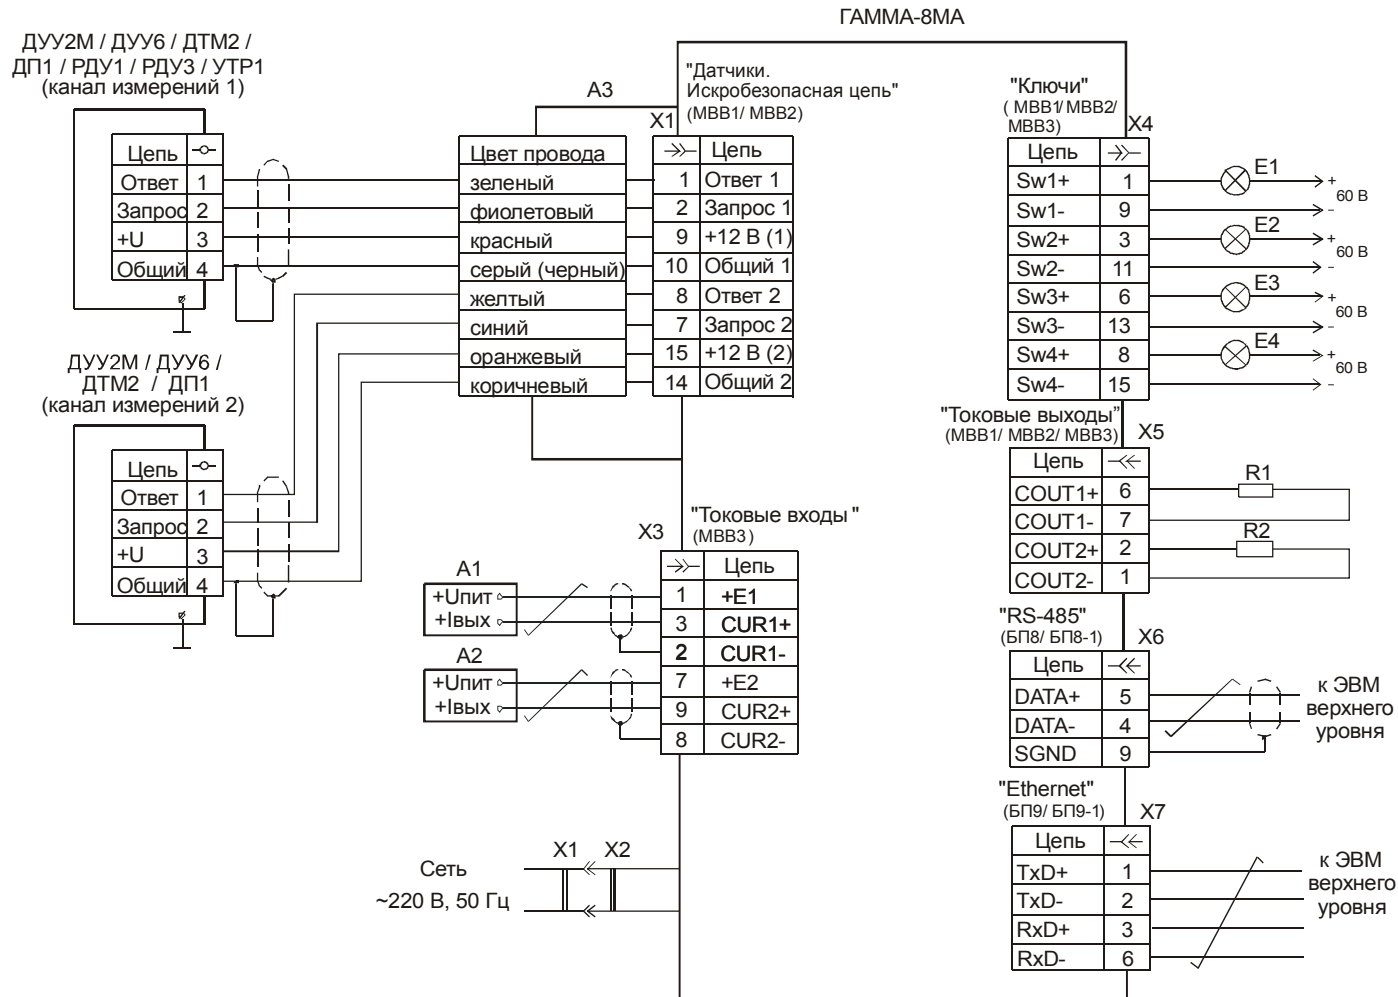 ГАММА-8МА
ДУУ2М / ДУУ6 / ДТМ2 /
ДП1 / РДУ1 / РДУ3 / УТР1
(канал измерений 1)
Цепь
Ответ 1
Запрос 2
+U 3
Общий 4
А3
Цвет провода
зеленый
фиолетовый
красный
серый (черный)
желтый
синий
оранжевый
коричневый
"Датчики.
Искробезопасная цепь"
(МВВ1/ МВВ2)
X1
Цепь
1 Ответ 1
2 Запрос 1
9 +12 В (1)
10 Общий 1
8 Ответ 2
7 Запрос 2
15 +12 В (2)
14 Общий 2
ДУУ2М / ДУУ6 /
ДТМ2 / ДП1
(канал измерений 2)
Цепь
Ответ 1
Запрос 2
+U 3
Общий 4
X3
"Токовые входы "
(МВВ3)
Цепь
1 +E1
3 CUR1+
2 CUR1-
7 +E2
9 CUR2+
8 CUR2-
А1
+Uпит
+Iвых
А2
+Uпит
+Iвых
X1 X2
Сеть
~220 В, 50 Гц
"Ключи"
( МВВ1/ МВВ2/
МВВ3)
X4
Цепь
Sw1+ 1
Sw1- 9
Sw2+ 3
Sw2- 11
Sw3+ 6
Sw3- 13
Sw4+ 8
Sw4- 15
E1
+
60 В
-
E2
+
60 В
-
E3
+
60 В
-
E4
+
60 В
-
"Токовые выходы”
(МВВ1/ МВВ2/ МВВ3)
X5
Цепь
COUT1+ 6
COUT1- 7
COUT2+ 2
COUT2- 1
R1
R2
"RS-485"
(БП8/ БП8-1)
X6
Цепь
DATA+ 5
DATA- 4
SGND 9
к ЭВМ
верхнего
уровня
"Ethernet"
(БП9/ БП9-1)
X7
Цепь
TxD+ 1
TxD- 2
RxD+ 3
RxD- 6
к ЭВМ
верхнего
уровня